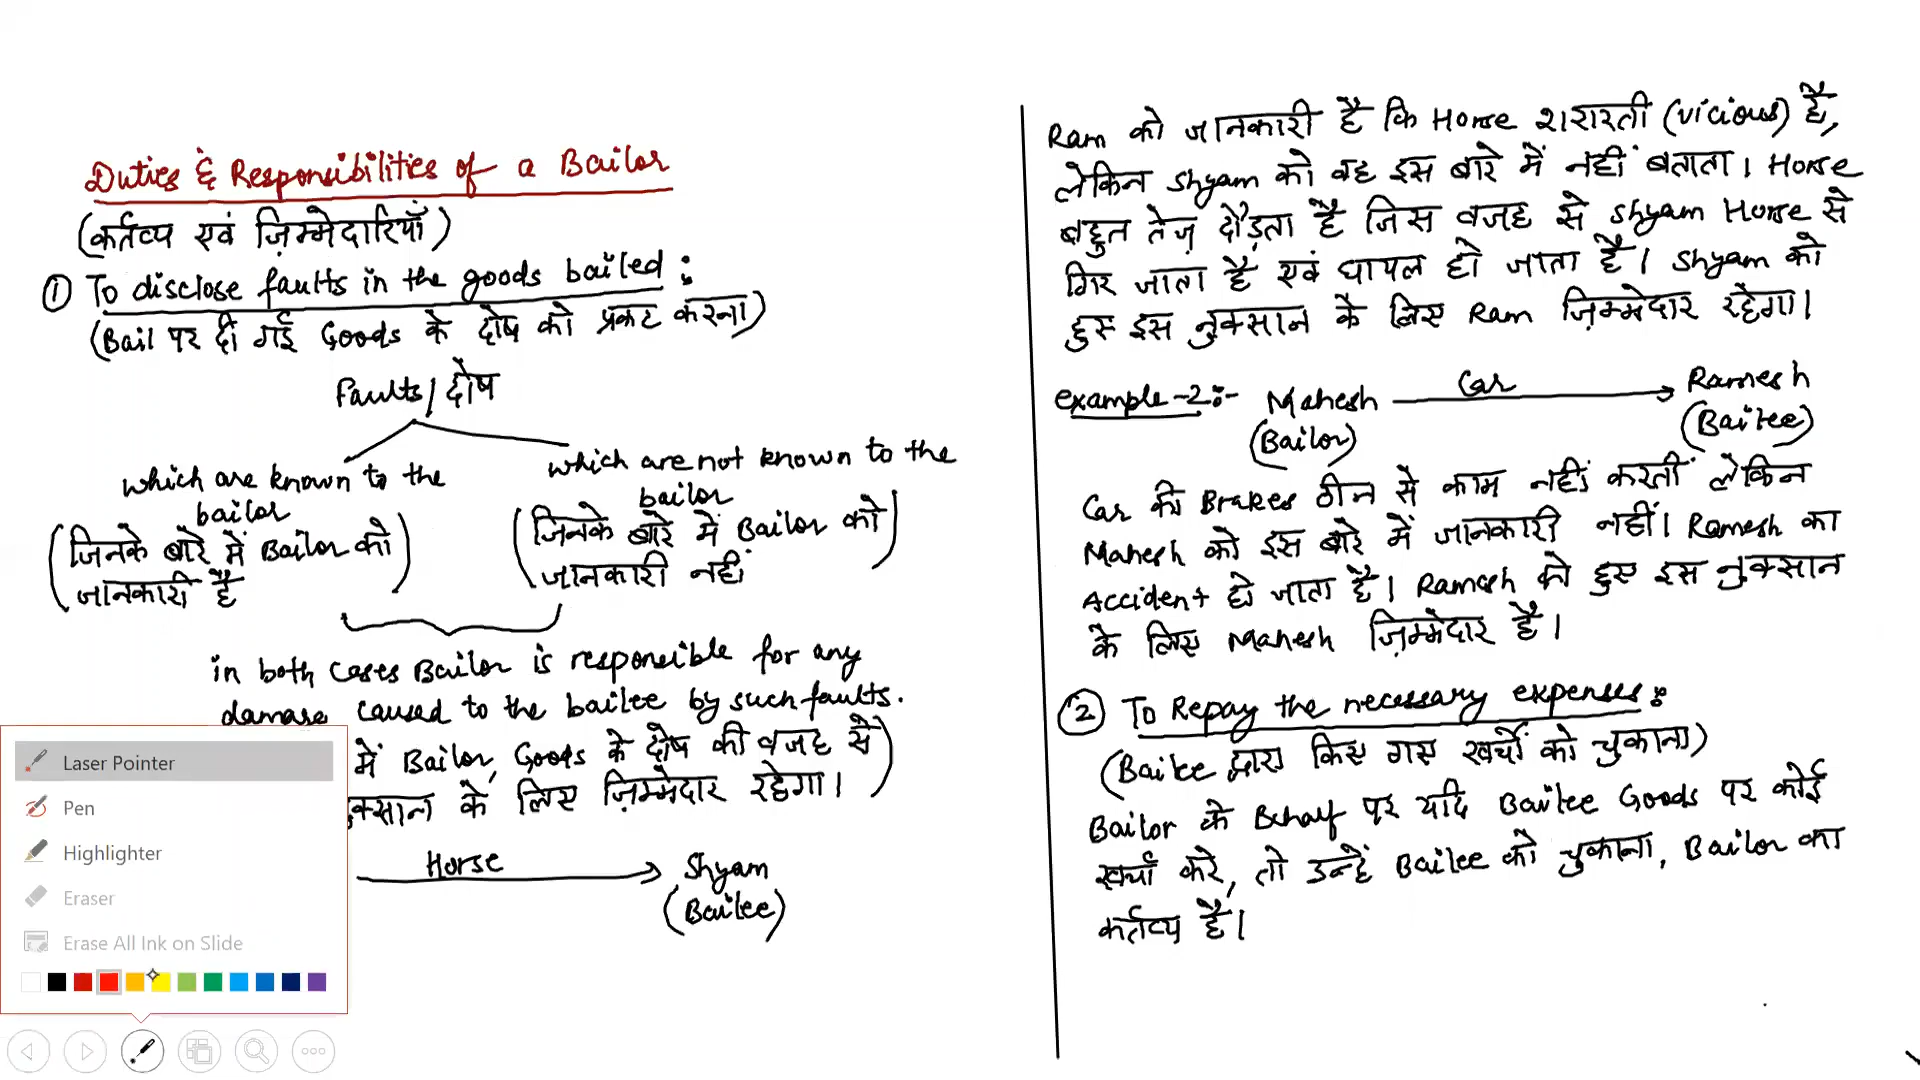 Duties & Responsibilities of a Bailor
(कर्तव्य एवं ज़िम्मेदारियाँ)
① To disclose faults in the goods bailed :
(Bail पर दी गई Goods के दोष को प्रकट करना)
Faults/दोष
which are known to the
bailor
(जिनके बारे में Bailor को
जानकारी है)
which are not known to the
bailor
(जिनके बारे में Bailor को
जानकारी नहीं)
in both cases Bailor is responsible for any
damage caused to the bailee by such faults.
में Bailor, Goods के दोष की वजह से
नुक्सान के लिए ज़िम्मेदार रहेगा।)
Horse
Shyam
(Bailee)
Laser Pointer
Pen
Highlighter
Eraser
Erase All Ink on Slide
Ram को जानकारी है कि Horse शरारती (vicious) है,
लेकिन Shyam को वह इस बारे में नहीं बताता। Horse
बहुत तेज़ दौड़ता है जिस वजह से Shyam Horse से
गिर जाता है एवं घायल हो जाता है। Shyam को
हुए इस नुक्सान के लिए Ram ज़िम्मेदार रहेगा।
example-2:- Mahesh Car Ramesh
(Bailor) (Bailee)
Car की Brakes ठीक से काम नहीं करतीं लेकिन
Mahesh को इस बारे में जानकारी नहीं। Ramesh का
Accident हो जाता है। Ramesh को हुए इस नुक्सान
के लिए Mahesh ज़िम्मेदार है।
② To Repay the necessary expenses :
(Bailee द्वारा किए गए खर्चों को चुकाना)
Bailor के Behalf पर यदि Bailee Goods पर कोई
खर्चा करे, तो उन्हें Bailee को चुकाना, Bailor का
कर्तव्य है।